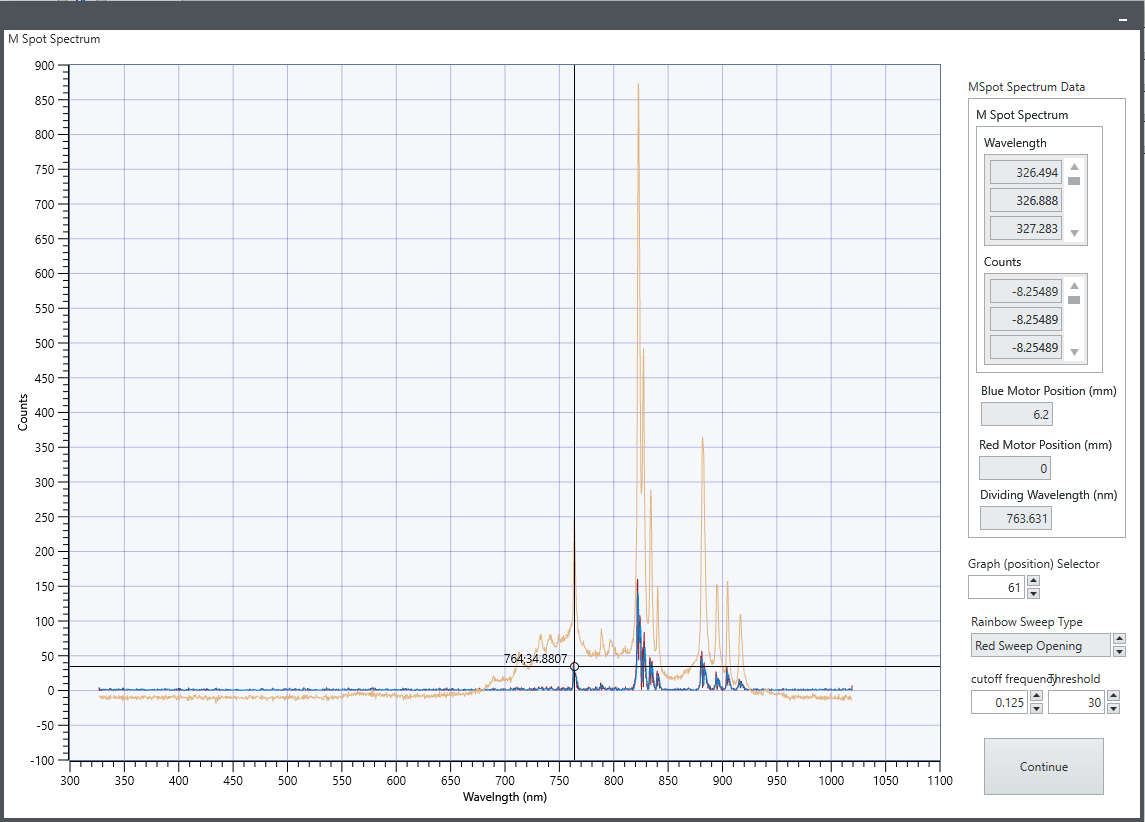 M Spot Spectrum
900
850
800
750
700
650
600
550
500
450
400
350
300
250
200
150
100
50
0
-50
-100
Counts
764;34.8807
300 350 400 450 500 550 600 650 700 750 800 850 900 950 1000 1050 1100
Wavelngth (nm)
MSpot Spectrum Data
M Spot Spectrum
Wavelength
326.494
326.888
327.283
Counts
-8.25489
-8.25489
-8.25489
Blue Motor Position (mm)
6.2
Red Motor Position (mm)
0
Dividing Wavelength (nm)
763.631
Graph (position) Selector
61
Rainbow Sweep Type
Red Sweep Opening
cutoff frequency Threshold
0.125 30
Continue